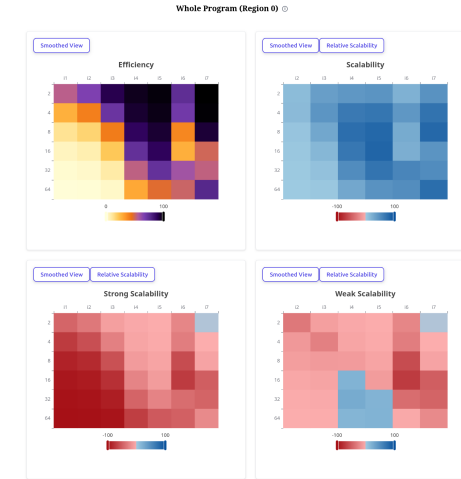 Whole Program (Region 0)
Smoothed View
Efficiency
I1 I2 I3 I4 I5 I6 I7
2
4
8
16
32
64
0 100
Smoothed View Relative Scalability
Scalability
I2 I3 I4 I5 I6 I7
2
4
8
16
32
64
-100 100
Smoothed View Relative Scalability
Strong Scalability
I1 I2 I3 I4 I5 I6 I7
2
4
8
16
32
64
-100 100
Smoothed View Relative Scalability
Weak Scalability
I2 I3 I4 I5 I6 I7
2
4
8
16
32
64
-100 100